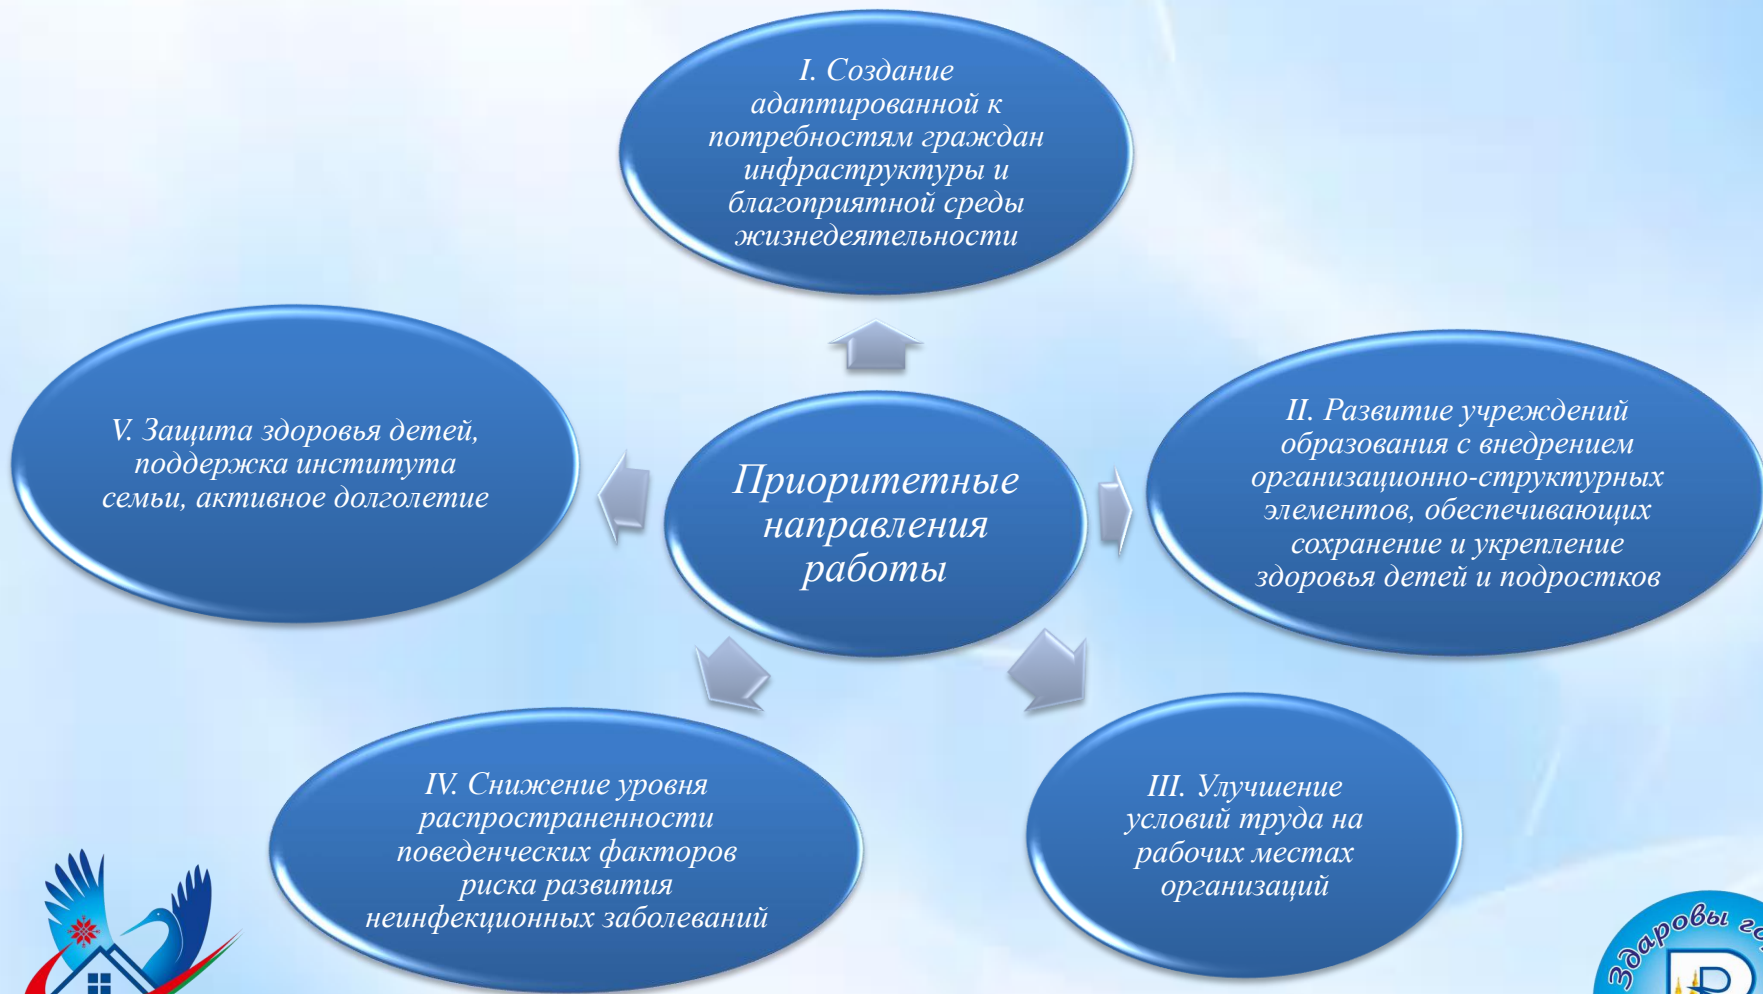 I. Создание
адаптированной к
потребностям граждан
инфраструктуры и
благоприятной среды
жизнедеятельности
V. Защита здоровья детей,
поддержка института
семьи, активное долголетие
Приоритетные
направления
работы
II. Развитие учреждений
образования с внедрением
организационно-структурных
элементов, обеспечивающих
сохранение и укрепление
здоровья детей и подростков
IV. Снижение уровня
распространенности
поведенческих факторов
риска развития
неинфекционных заболеваний
III. Улучшение
условий труда на
рабочих местах
организаций
Здаровы